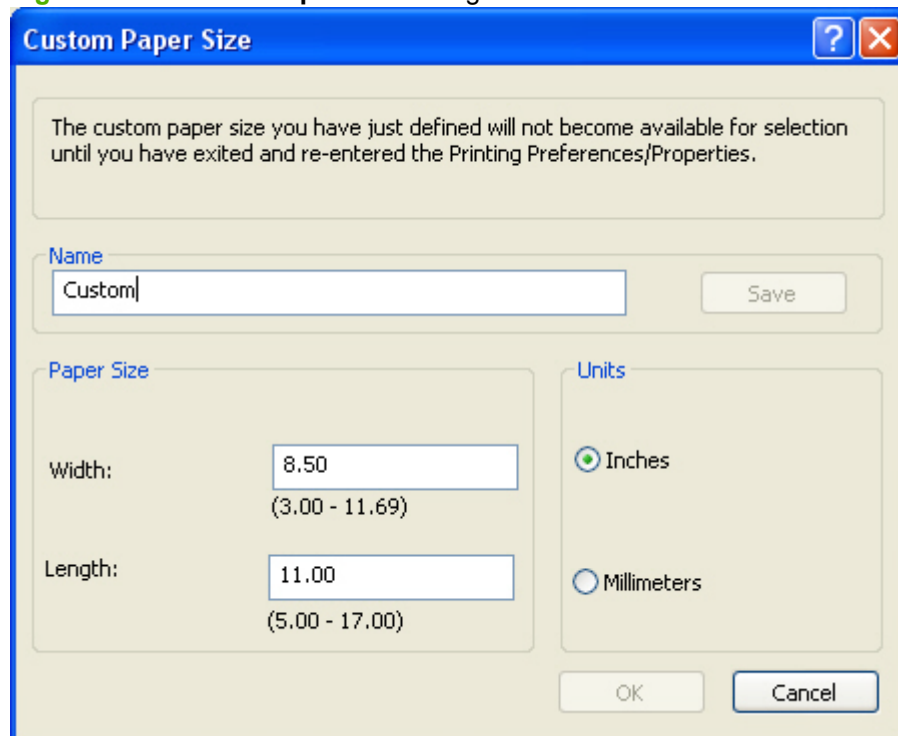 Custom Paper Size
The custom paper size you have just defined will not become available for selection
until you have exited and re-entered the Printing Preferences/Properties.
Name
Custom
Save
Paper Size
Width:
8.50
(3.00 - 11.69)
Length:
11.00
(5.00 - 17.00)
Units
Inches
Millimeters
OK
Cancel